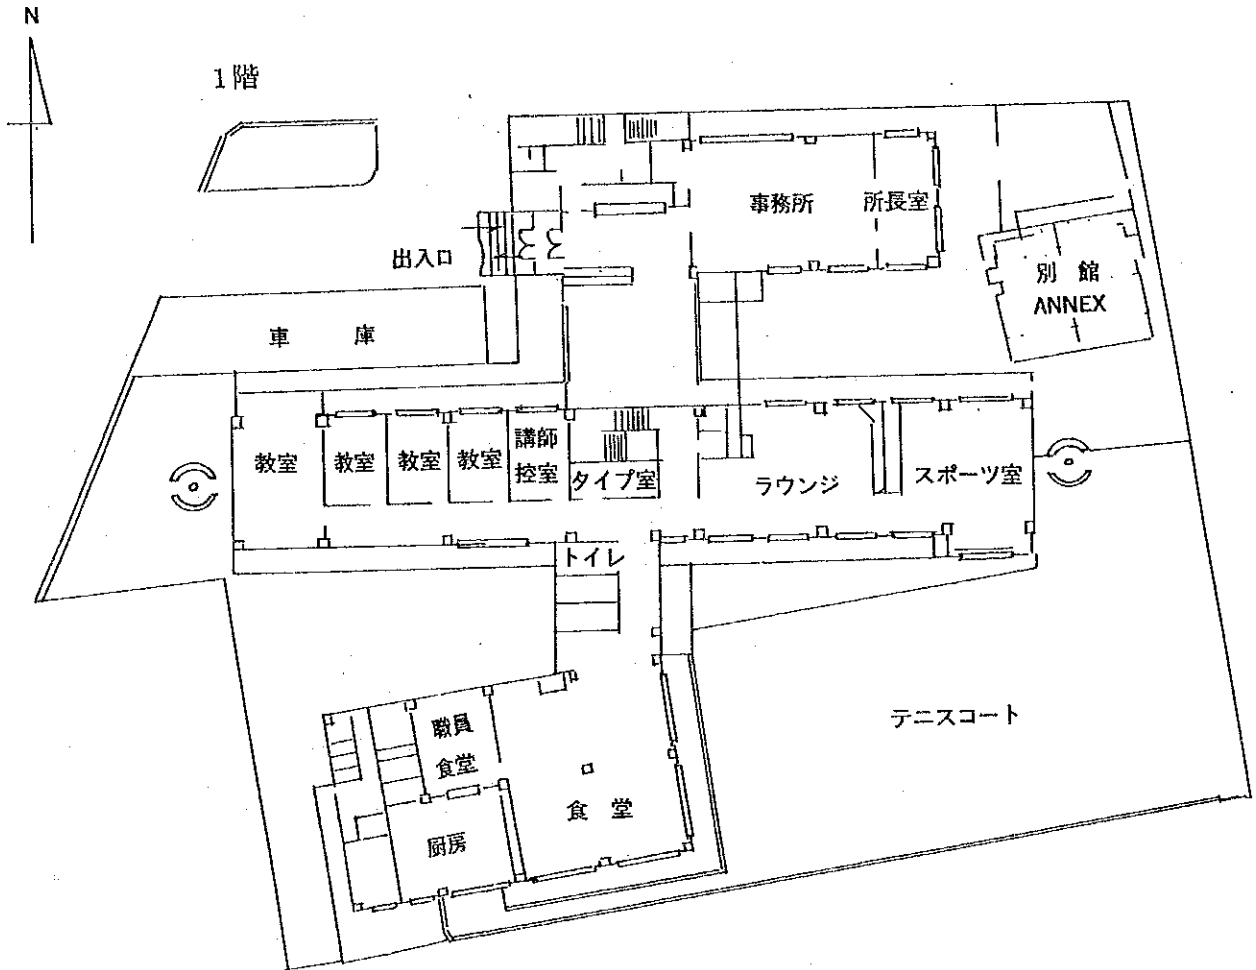 N
1階
事務所
所長室
出入口
別館
ANNEX
車庫
教室
教室
教室
教室
講師
控室
タイプ室
ラウンジ
スポーツ室
トイレ
職員
食堂
テニスコート
食堂
厨房